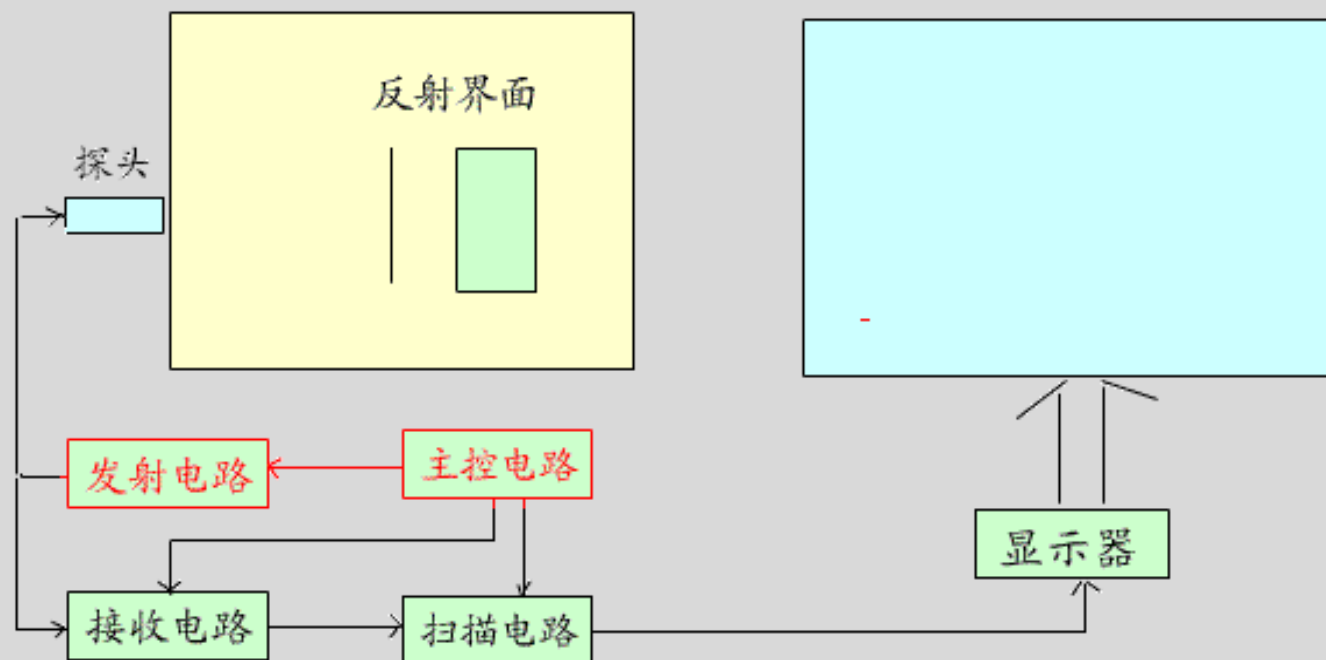 反射界面
探头
发射电路
主控电路
显示器
接收电路
扫描电路